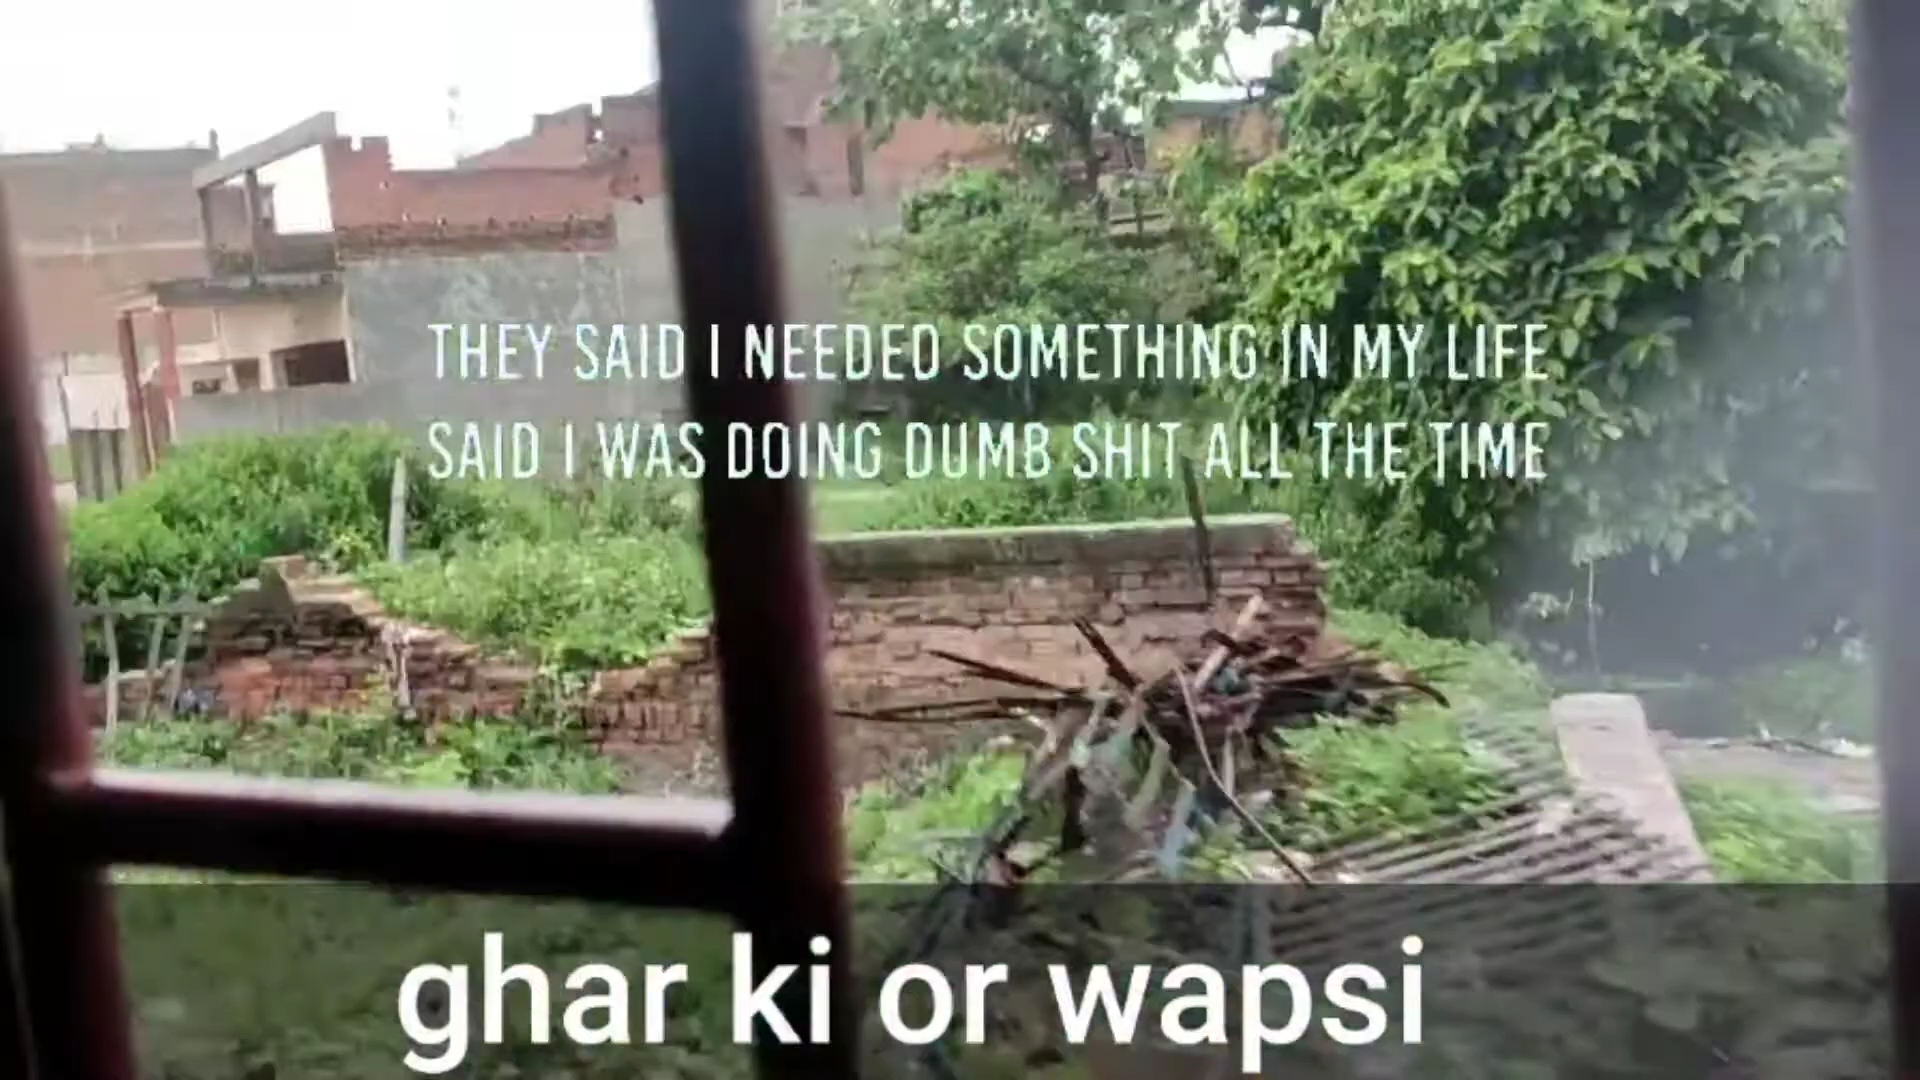 THEY SAID I NEEDED SOMETHING IN MY LIFE
SAID I WAS DOING DUMB SHIT ALL THE TIME
ghar ki or wapsi